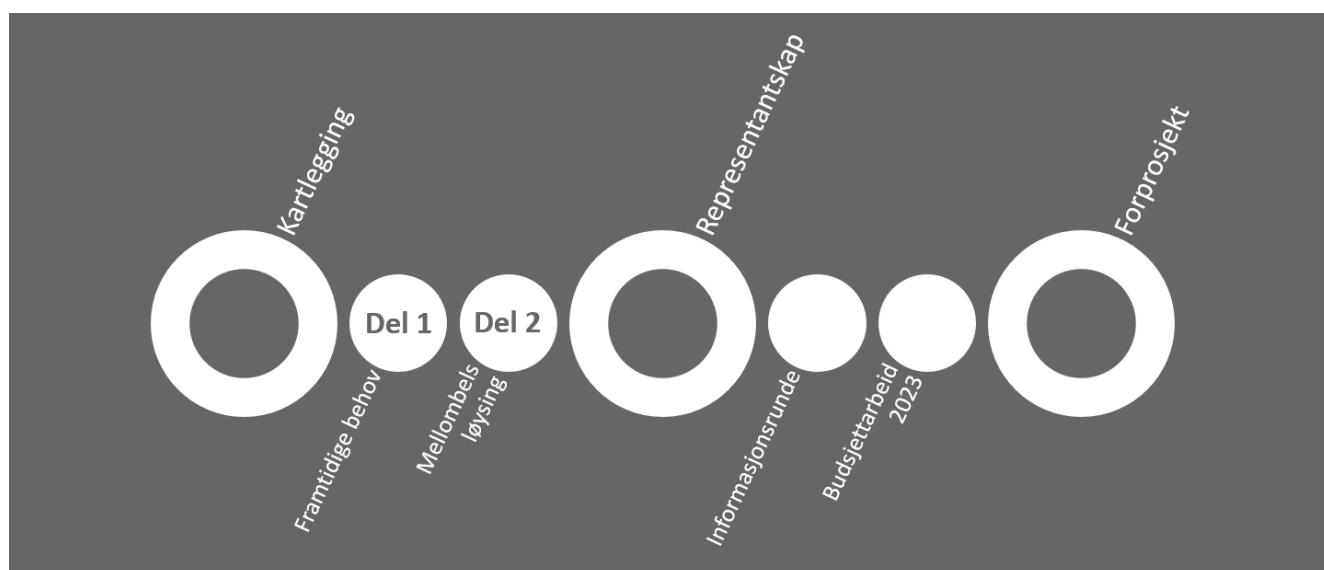 Kartlegging
Del 1
Framtidige behov
Del 2
Mellombels
løysing
Representantskap
Informasjonsrunde
Budsjettarbeid
2023
Forprosjekt